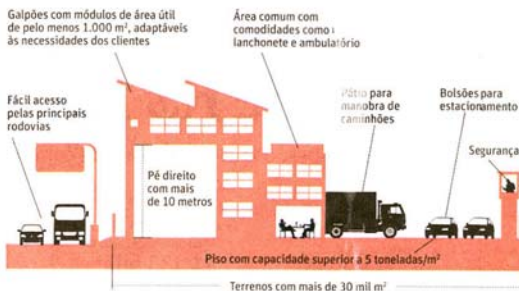 Galpões com módulos de área útil
de pelo menos 1.000 m², adaptáveis
às necessidades dos clientes
Área comum com
comodidades como
lanchonete e ambulatório
Fácil acesso
pelas principais
rodovias
Pé direito
com mais
de 10 metros
Pátio para
manobra de
caminhões
Bolsões para
estacionamento
Segurança
Piso com capacidade superior a 5 toneladas/m²
Terrenos com mais de 30 mil m²